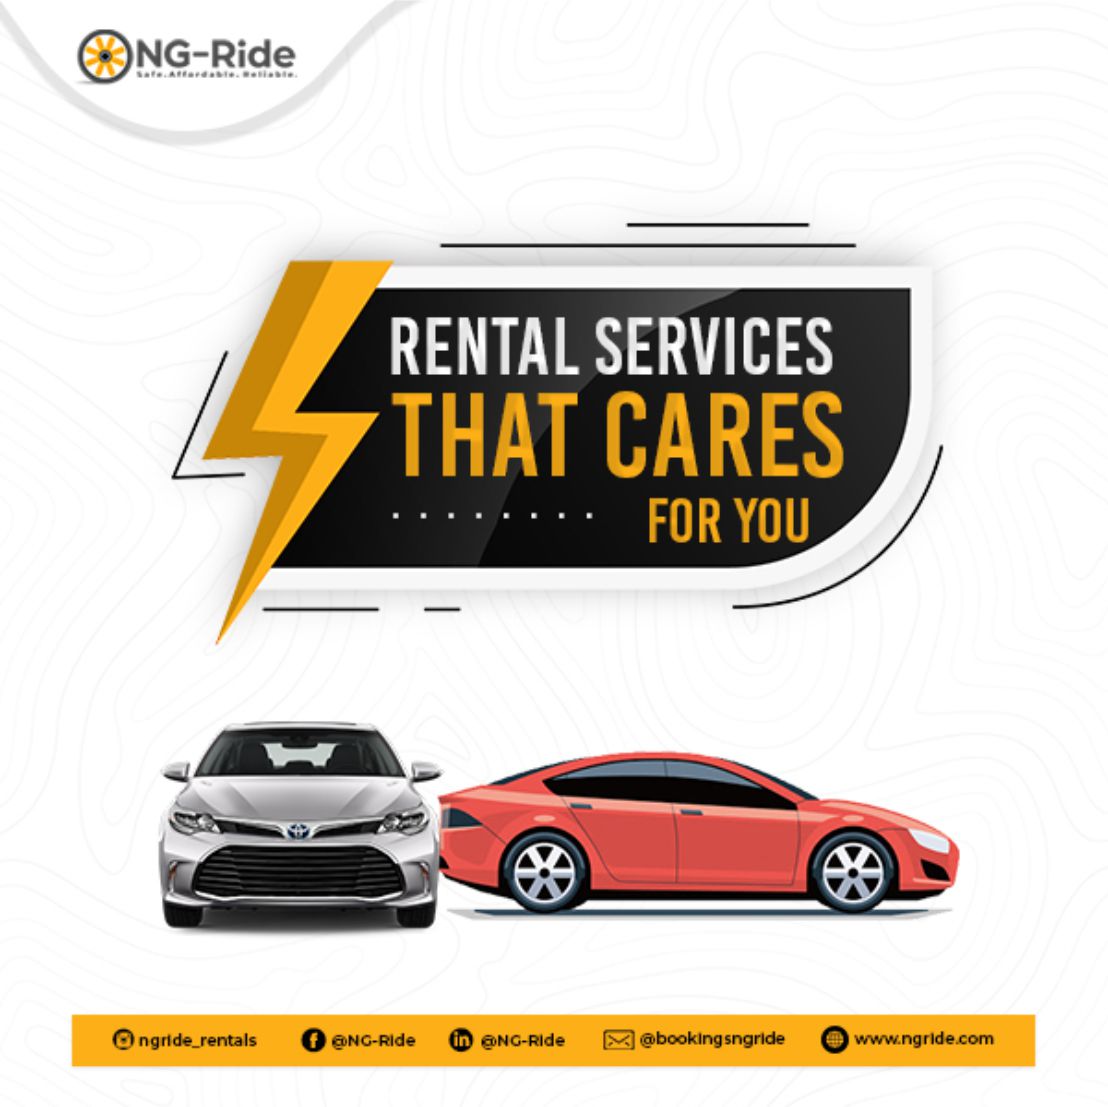 NG-Ride
Safe.Affordable.Reliable.
RENTAL SERVICES
THAT CARES
FOR YOU
ngride_rentals @NG-Ride @NG-Ride @bookingsngride www.ngride.com